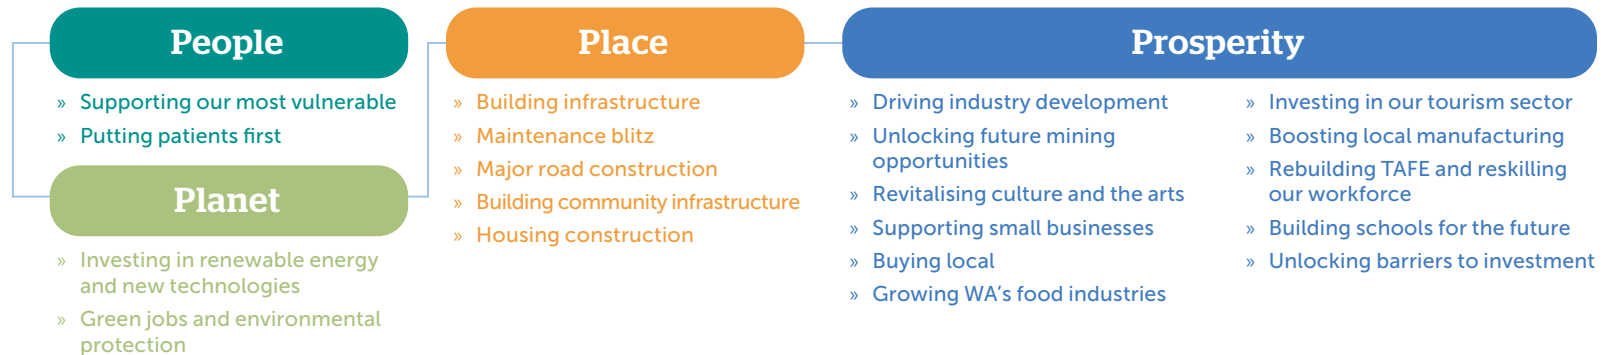 People
» Supporting our most vulnerable
» Putting patients first
Planet
» Investing in renewable energy
and new technologies
» Green jobs and environmental
protection
Place
» Building infrastructure
» Maintenance blitz
» Major road construction
» Building community infrastructure
» Housing construction
Prosperity
» Driving industry development
» Unlocking future mining
opportunities
» Revitalising culture and the arts
» Supporting small businesses
» Buying local
» Growing WA's food industries
» Investing in our tourism sector
» Boosting local manufacturing
» Rebuilding TAFE and reskilling
our workforce
» Building schools for the future
» Unlocking barriers to investment